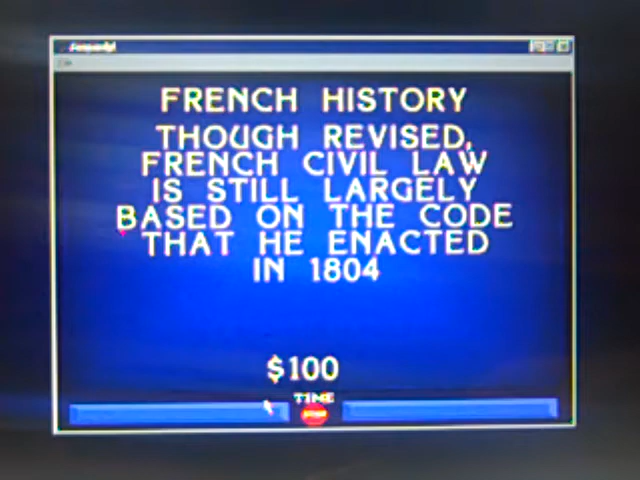 FRENCH HISTORY
THOUGH REVISED,
FRENCH CIVIL LAW
IS STILL LARGELY
BASED ON THE CODE
THAT HE ENACTED
IN 1804
$100
TIME